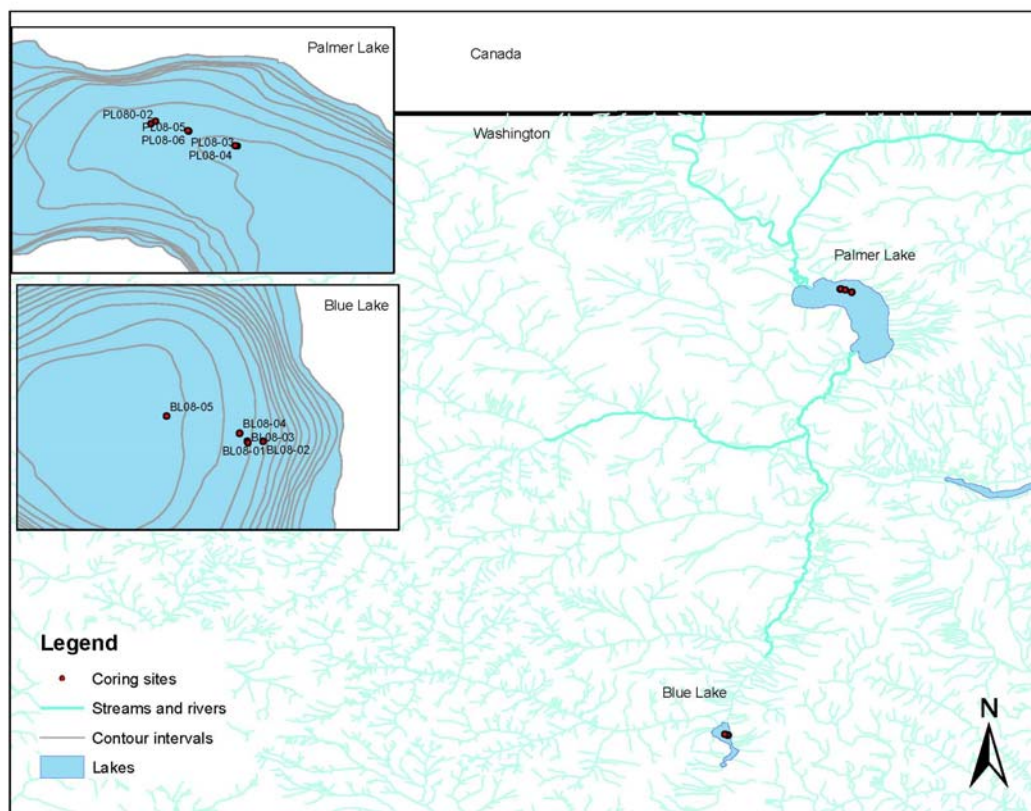 Palmer Lake
PL080-02
PL08-05
PL08-06
PL08-03
PL08-04
Blue Lake
BL08-05
BL08-04
BL08-03
BL08-01
BL08-02
Canada
Washington
Palmer Lake
Blue Lake
Legend
Coring sites
Streams and rivers
Contour intervals
Lakes
N